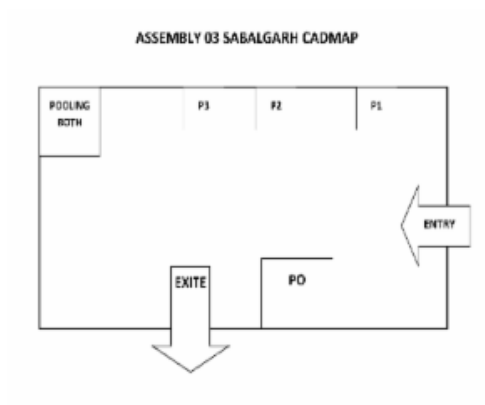 ASSEMBLY 03 SABALGARH CADMAP
POOLING
BOTH
P3
P2
P1
ENTRY
EXITE
PO